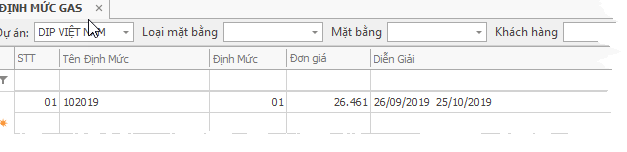 ĐỊNH MỨC GAS ×
Dự án: DIP VIỆT NAM Loại mặt bằng Mặt bằng Khách hàng
STT Tên Định Mức Định Mức Đơn giá Diễn Giải
01 102019 01 26.461 26/09/2019 25/10/2019